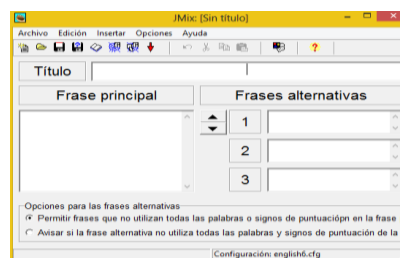 JMix: [Sin título]
Archivo Edición Insertar Opciones Ayuda
Título
Frase principal Frases alternativas
1
2
3
Opciones para las frases alternativas
Permitir frases que no utilizan todas las palabras o signos de puntuaciópn en la frase
Avisar si la frase alternativa no utiliza todas las palabras y signos de puntuación de la
Configuración: english6.cfg